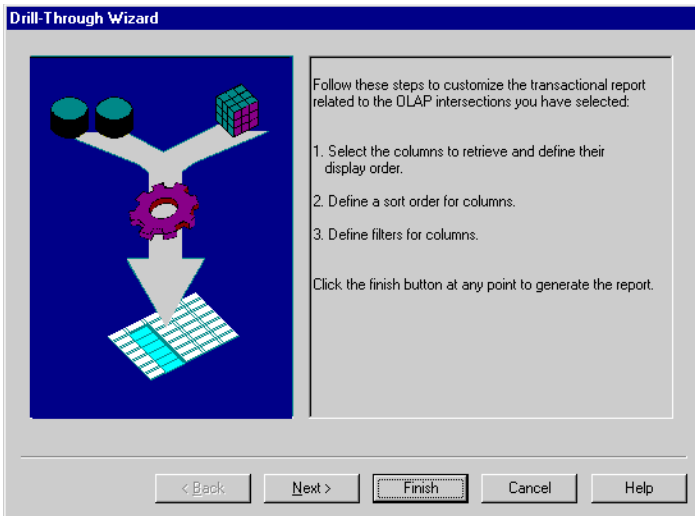 Drill-Through Wizard
Follow these steps to customize the transactional report
related to the OLAP intersections you have selected:
1. Select the columns to retrieve and define their
display order.
2. Define a sort order for columns.
3. Define filters for columns.
Click the finish button at any point to generate the report.
< Back
Next >
Finish
Cancel
Help